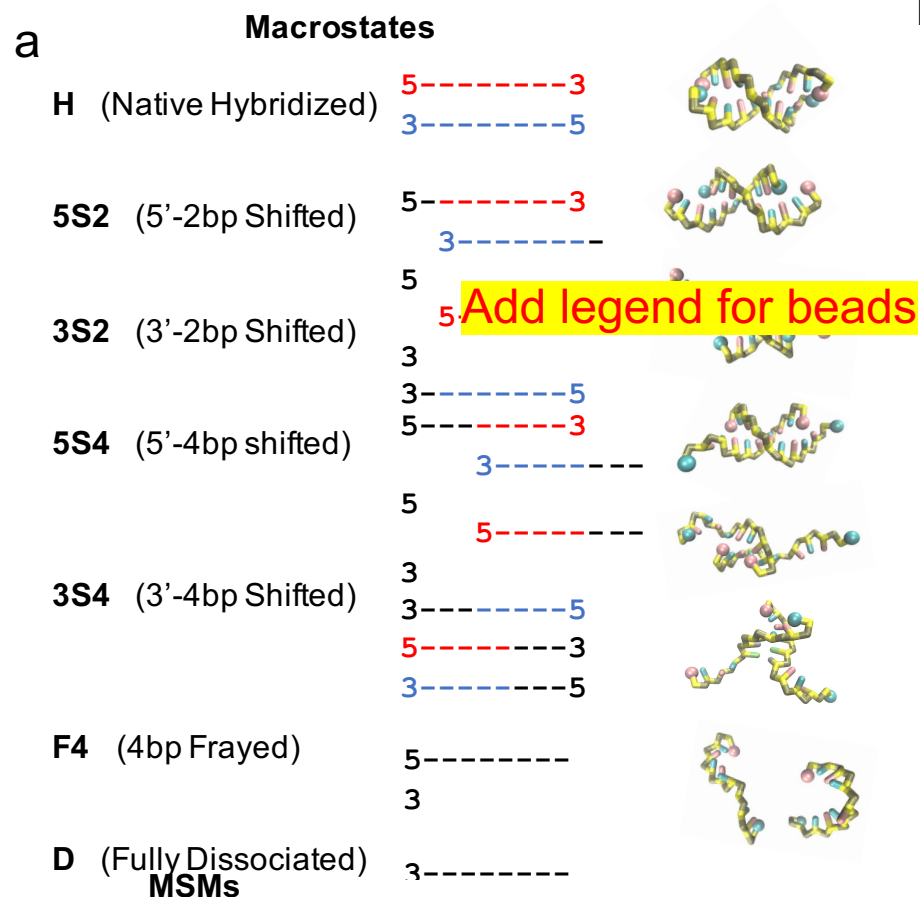 a
Macrostates
H (Native Hybridized)
5---------3
3---------5
5S2 (5'-2bp Shifted)
5---------3
3---------
5
3S2 (3'-2bp Shifted)
5-
Add legend for beads
3
3---------5
5S4 (5'-4bp shifted)
5---------3
3---------
5
5---------
3
3S4 (3'-4bp Shifted)
3---------5
5---------3
3---------5
F4 (4bp Frayed)
5---------
3
D (Fully Dissociated)
3---------
MSMs